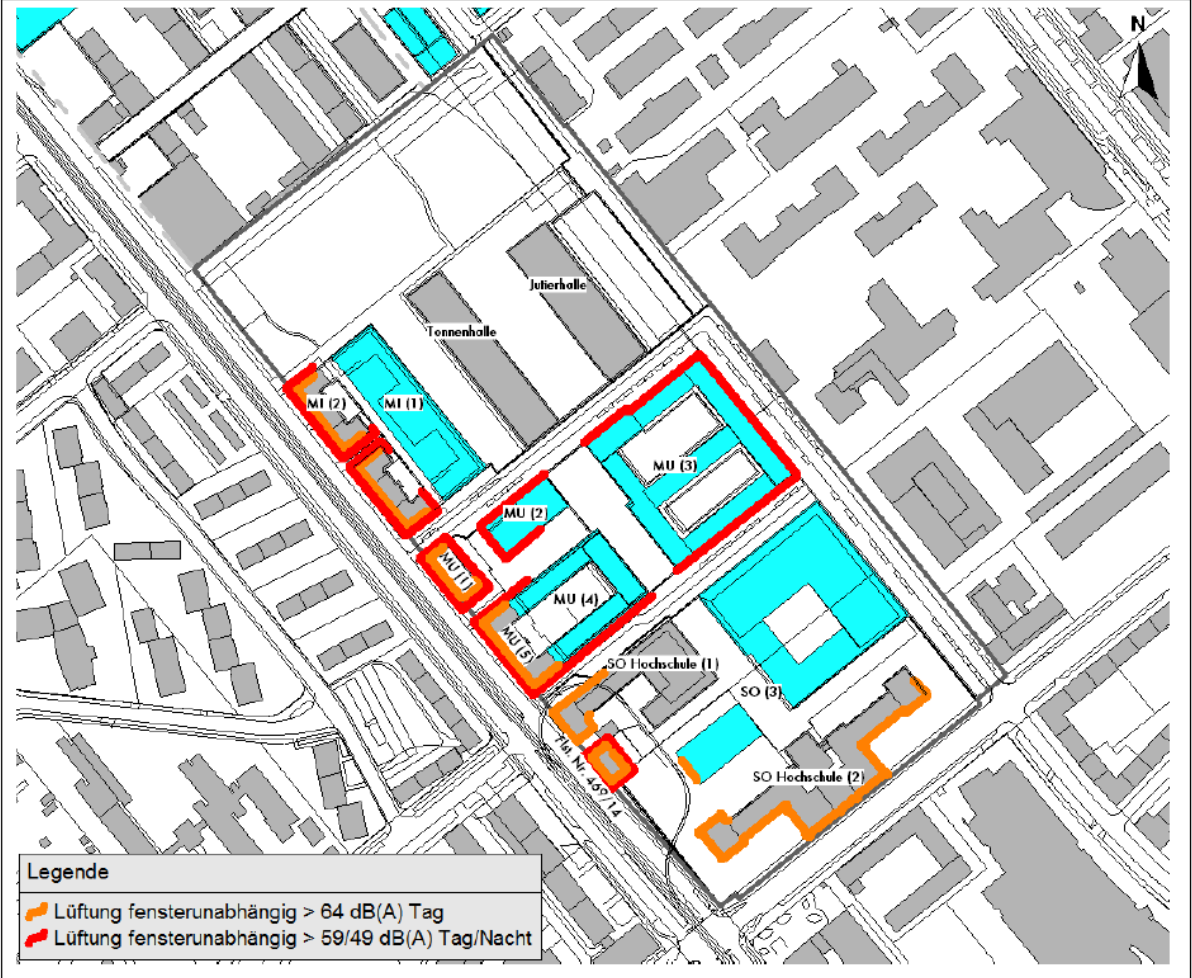 N
Jutierhalle
Tonnenhalle
MI (2)
MI (1)
MU (3)
MU (2)
MU (1)
MU (4)
MU (5)
SO Hochschule (1)
SO (3)
Flst. Nr. 469/14
SO Hochschule (2)
Legende
Lüftung fensterunabhängig > 64 dB(A) Tag
Lüftung fensterunabhängig > 59/49 dB(A) Tag/Nacht